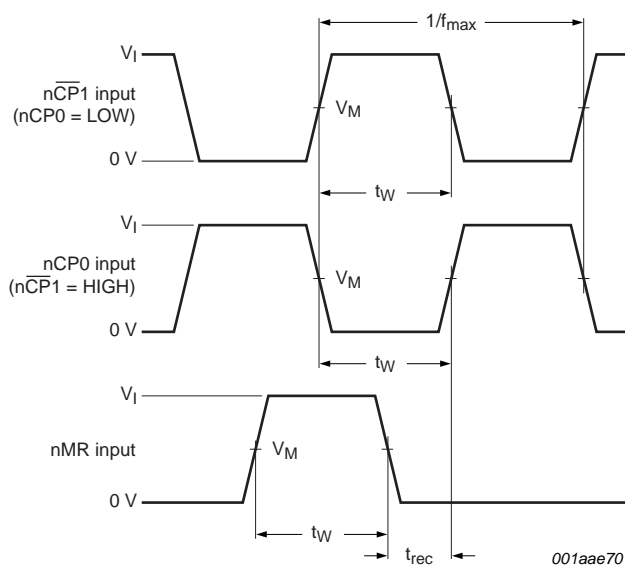 1/fmax
VI
nCP1 input
(nCP0 = LOW)
VM
0 V
tW
VI
nCP0 input
(nCP1 = HIGH)
VM
0 V
tW
VI
nMR input
VM
0 V
tW
trec
001aae70